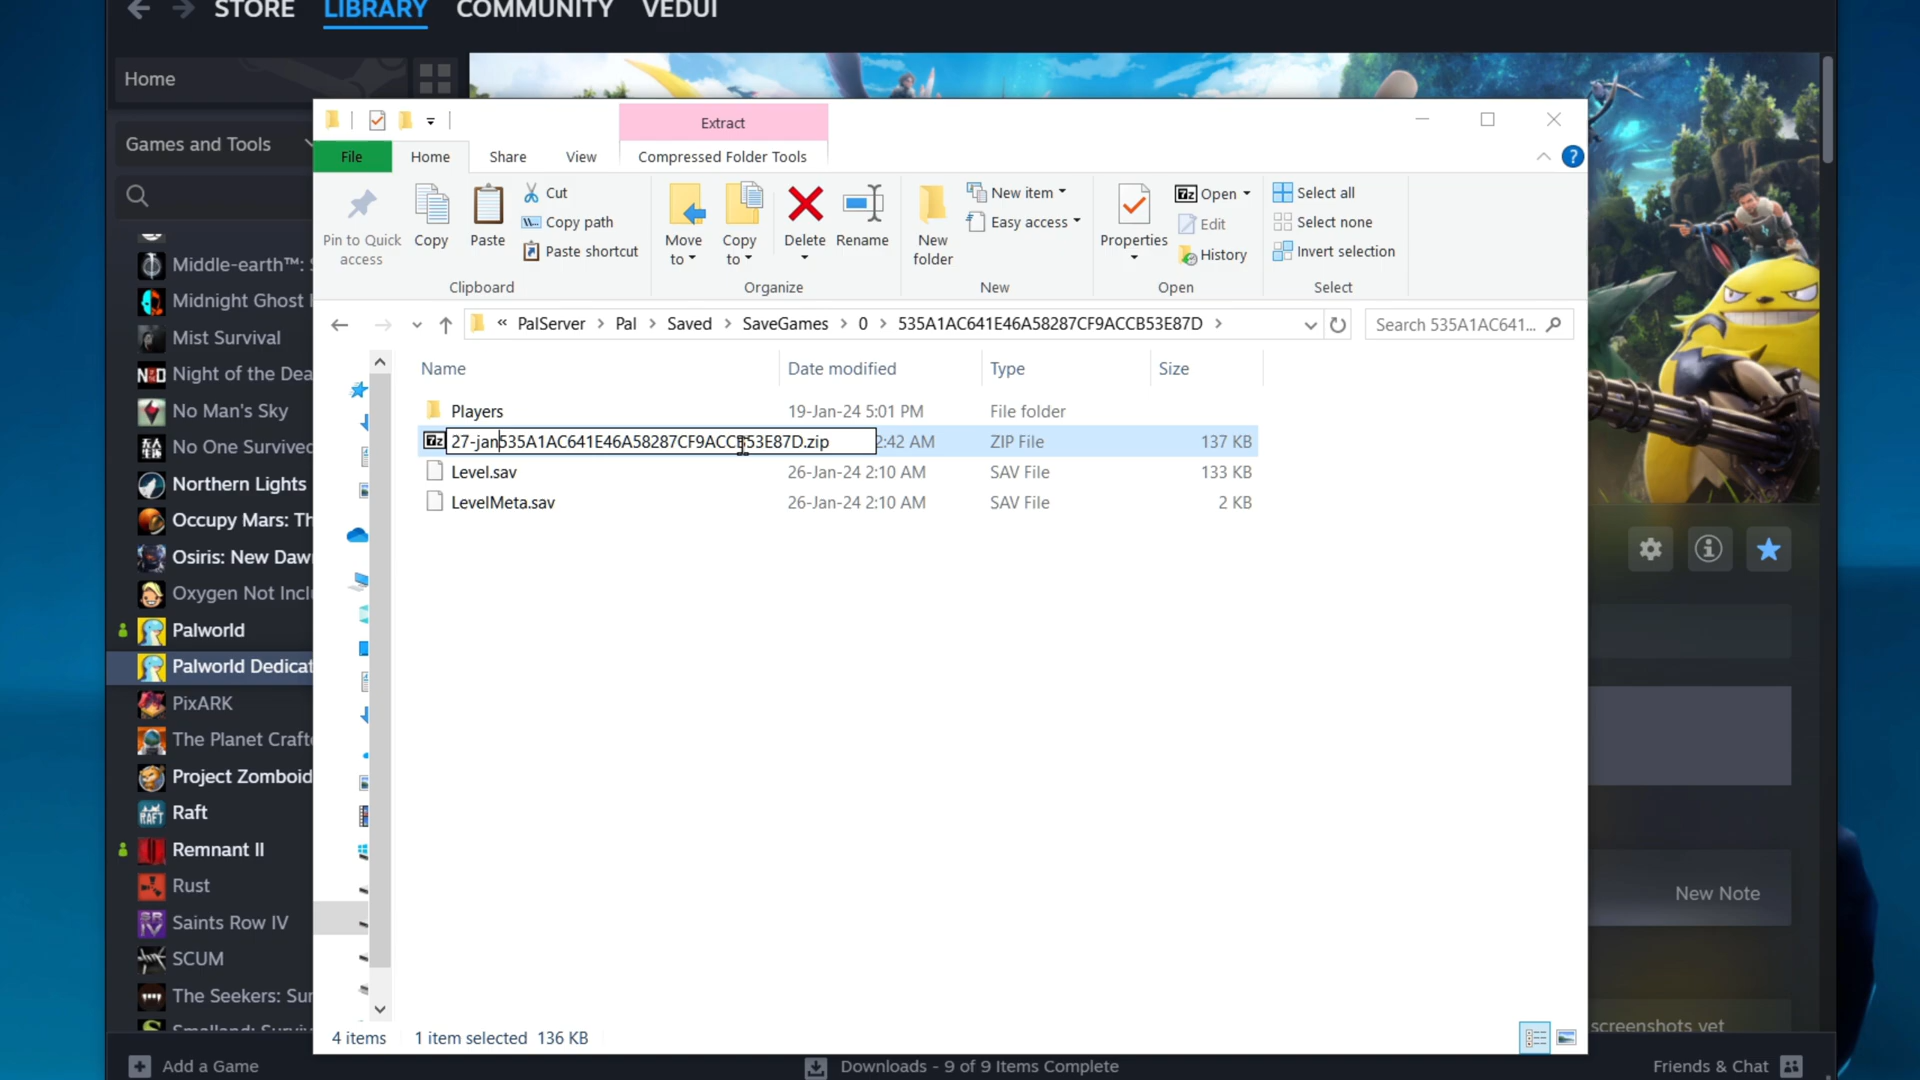 STORE LIBRARY COMMUNITY VEDUI
Home
Games and Tools
Middle-earth™: S
Midnight Ghost
Mist Survival
Night of the Dea
No Man's Sky
No One Survived
Northern Lights
Occupy Mars: Th
Osiris: New Daw
Oxygen Not Incl
Palworld
Palworld Dedicat
PixARK
The Planet Craft
Project Zomboid
Raft
Remnant II
Rust
Saints Row IV
SCUM
The Seekers: Su
Add a Game
Extract
File Home Share View Compressed Folder Tools
Pin to Quick access
Copy
Paste
Cut
Copy path
Paste shortcut
Clipboard
Move to
Copy to
Delete
Rename
Organize
New folder
New item
Easy access
New
Properties
Open
Edit
History
Open
Select all
Select none
Invert selection
Select
« PalServer > Pal > Saved > SaveGames > 0 > 535A1AC641E46A58287CF9ACCB53E87D >
Search 535A1AC641...
Name Date modified Type Size
Players 19-Jan-24 5:01 PM File folder
27-jan535A1AC641E46A58287CF9ACCB53E87D.zip 2:42 AM ZIP File 137 KB
Level.sav 26-Jan-24 2:10 AM SAV File 133 KB
LevelMeta.sav 26-Jan-24 2:10 AM SAV File 2 KB
4 items 1 item selected 136 KB
New Note
screenshots yet
Downloads - 9 of 9 Items Complete
Friends & Chat